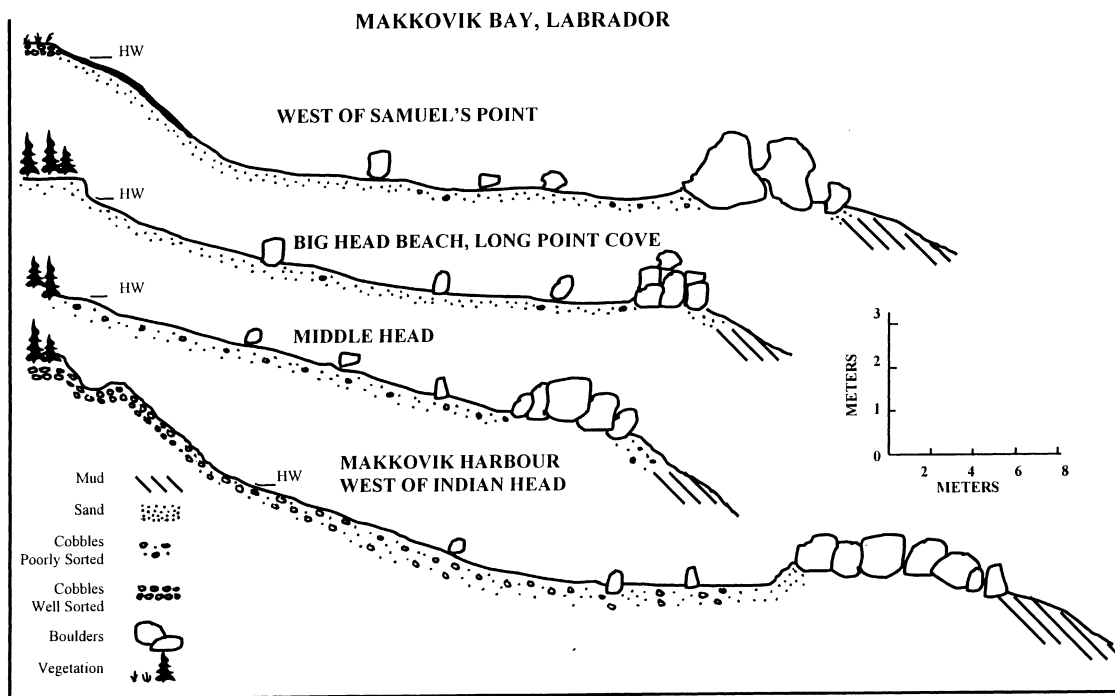 MAKKOVIK BAY, LABRADOR
HW
WEST OF SAMUEL'S POINT
HW
BIG HEAD BEACH, LONG POINT COVE
HW
MIDDLE HEAD
HW
MAKKOVIK HARBOUR
WEST OF INDIAN HEAD
3
2
1
0
METERS
2 4 6 8
METERS
Mud
Sand
Cobbles
Poorly Sorted
Cobbles
Well Sorted
Boulders
Vegetation